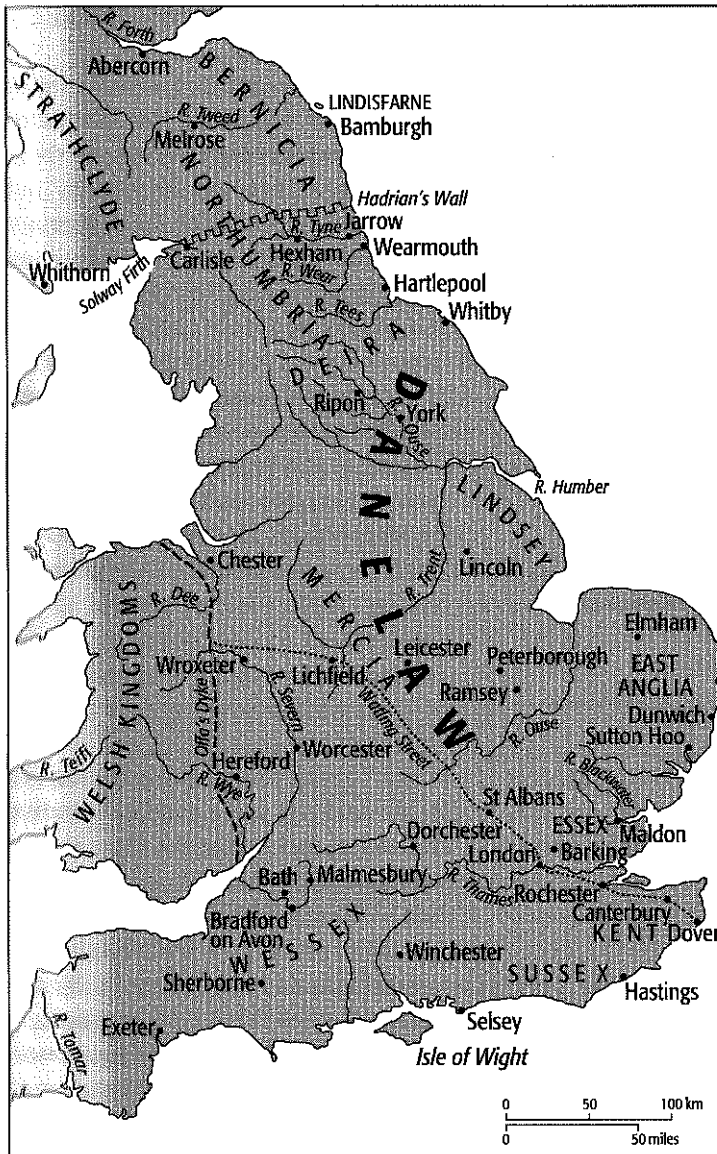 R. Forth
Abercorn
BERNICIA
STRATHCLYDE
LINDISFARNE
R. Tweed
Bamburgh
Melrose
NORTHUMBRIA
Hadrian's Wall
R. Tyne
Jarrow
Hexham
Wearmouth
Carlisle
Whithorn
Solway Firth
R. Wear
Hartlepool
R. Tees
Whitby
DEIRA
DANELAW
Ripon
R. Ouse
York
R. Humber
LINDSEY
Chester
Lincoln
R. Trent
MERCIA
R. Dee
WELSH KINGDOMS
Elmham
Leicester
Peterborough
Wroxeter
Lichfield
EAST
ANGLIA
Ramsey
Offa's Dyke
R. Severn
Watling Street
Dunwich
R. Ouse
Sutton Hoo
Worcester
R. Teifi
Hereford
R. Wye
R. Blackwater
St Albans
Dorchester
ESSEX
Maldon
London
Barking
Bath
Malmesbury
R. Thames
Rochester
Canterbury
Bradford
on Avon
KENT
Dover
WESSEX
Winchester
Sherborne
SUSSEX
Hastings
Exeter
Selsey
R. Tamar
Isle of Wight
0 50 100 km
0 50 miles